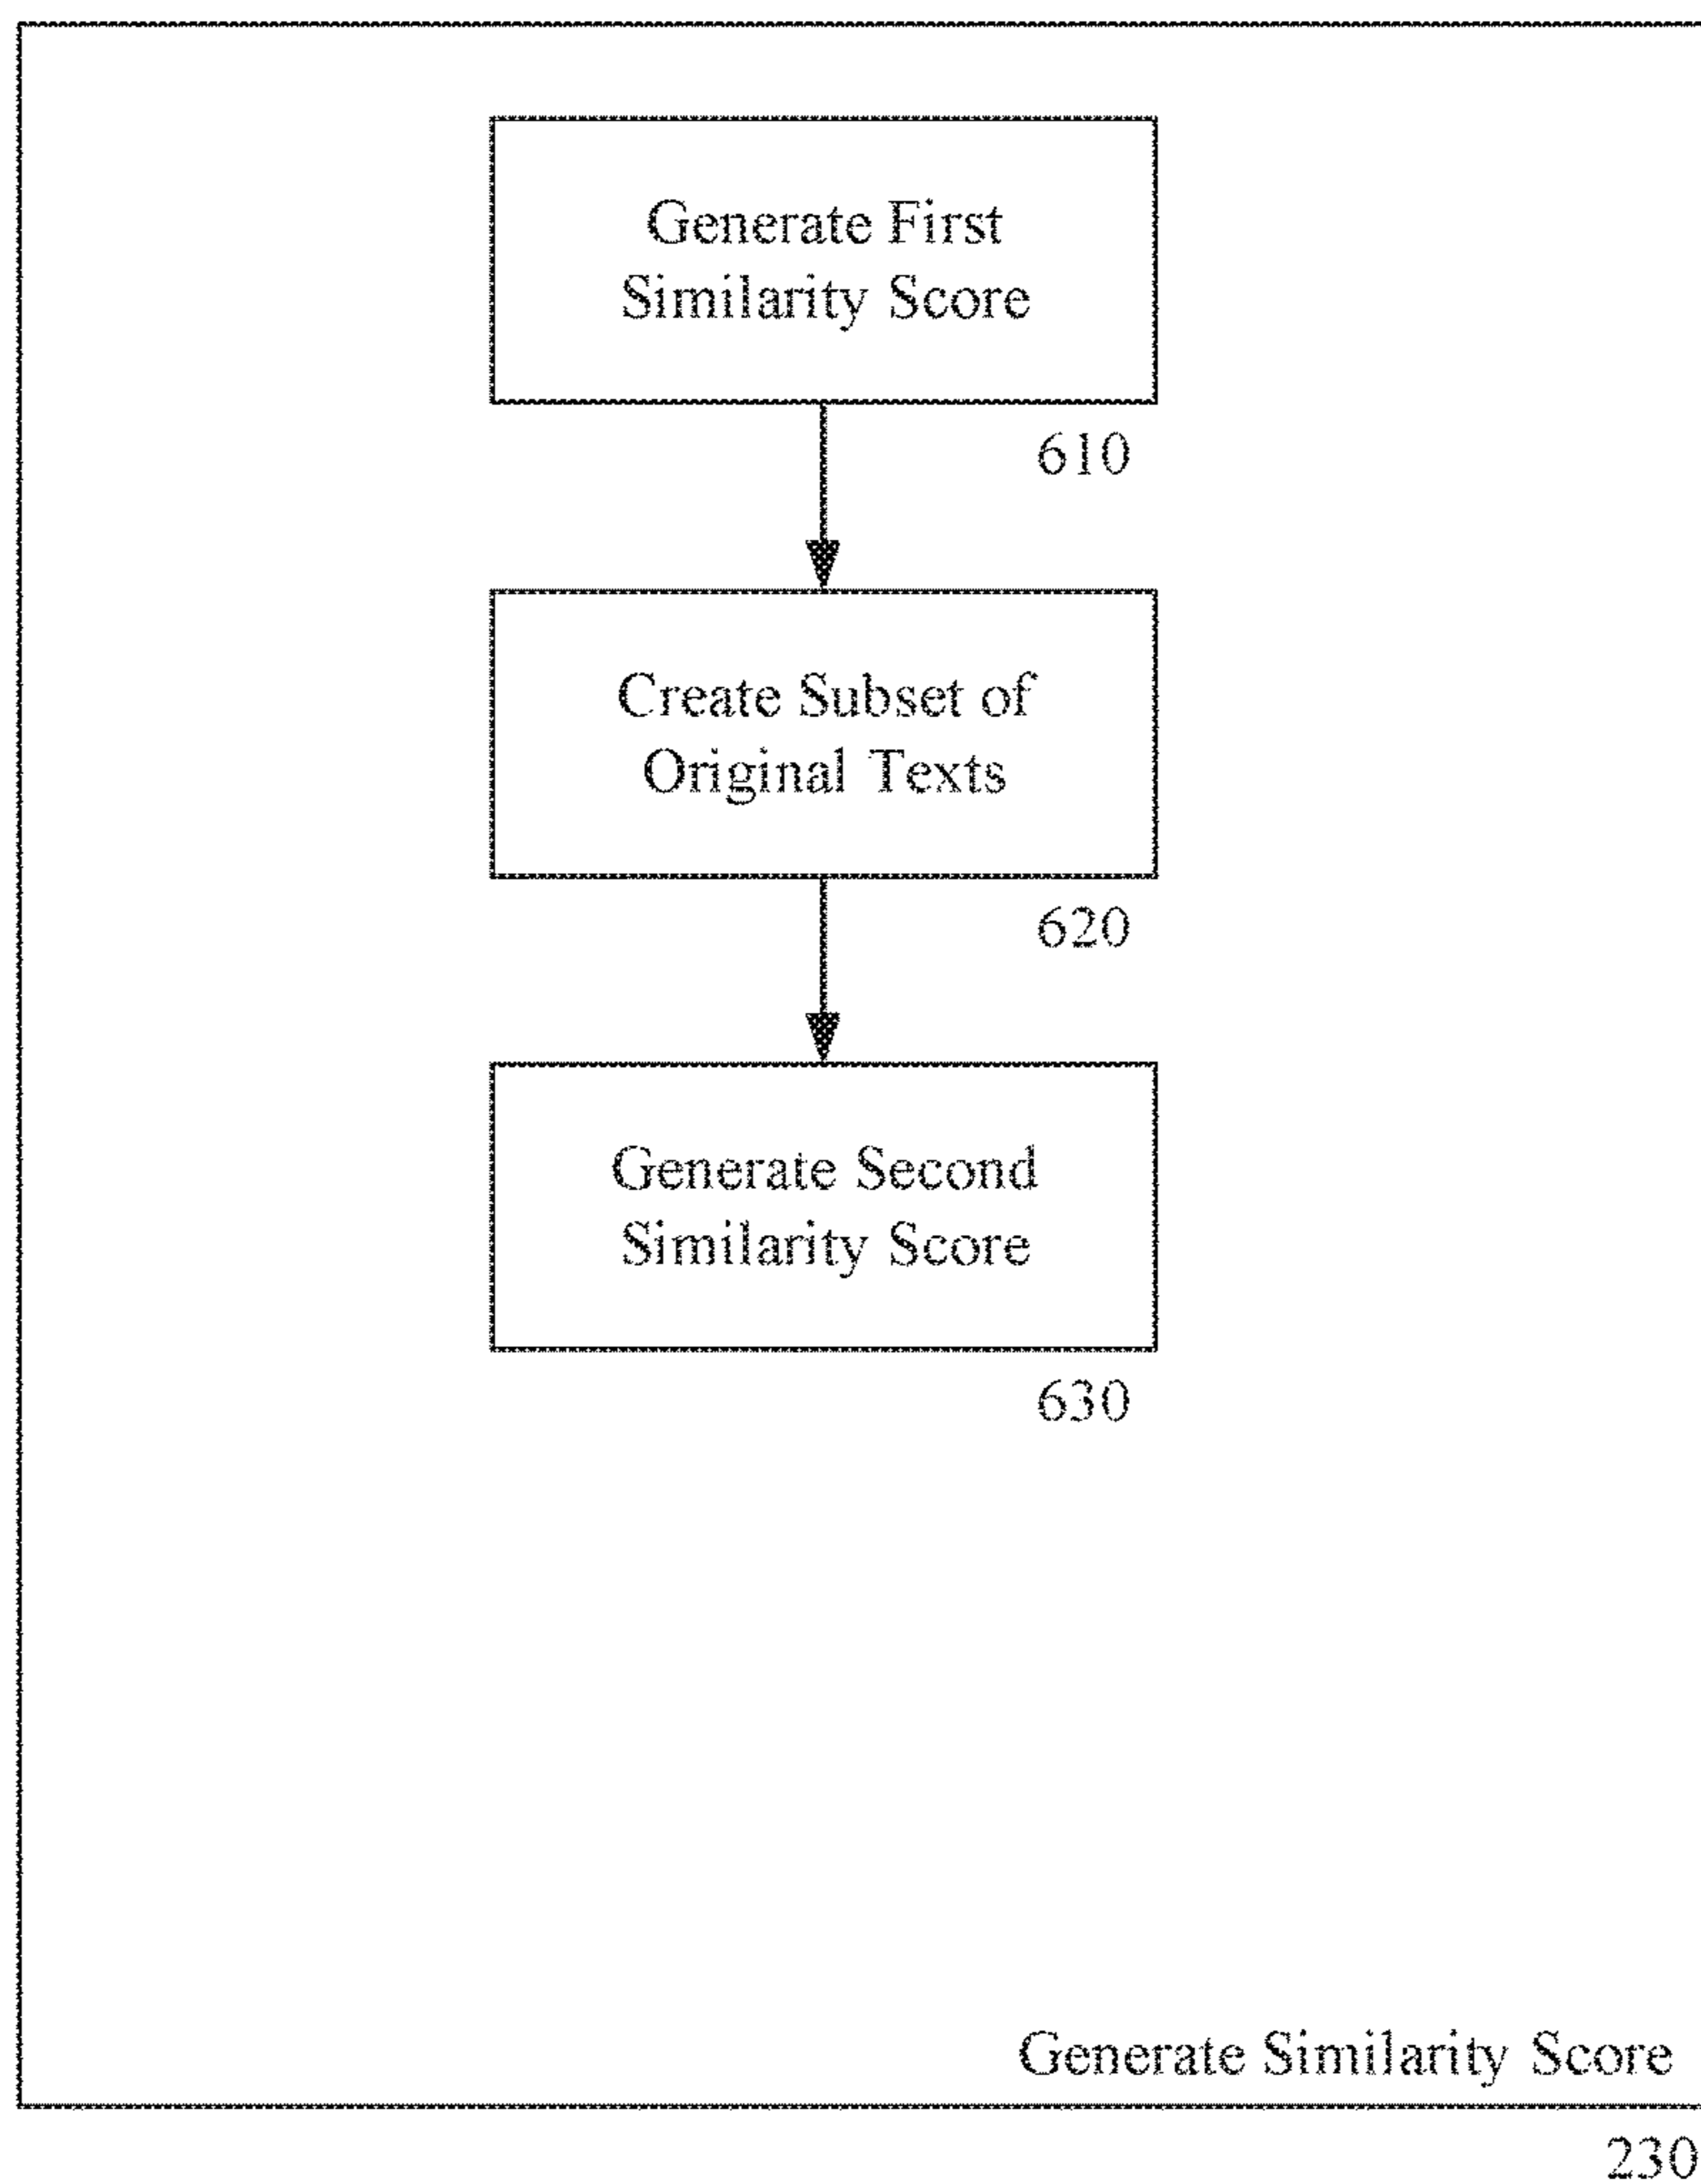 Generate First
Similarity Score
610
Create Subset of
Original Texts
620
Generate Second
Similarity Score
630
Generate Similarity Score
230